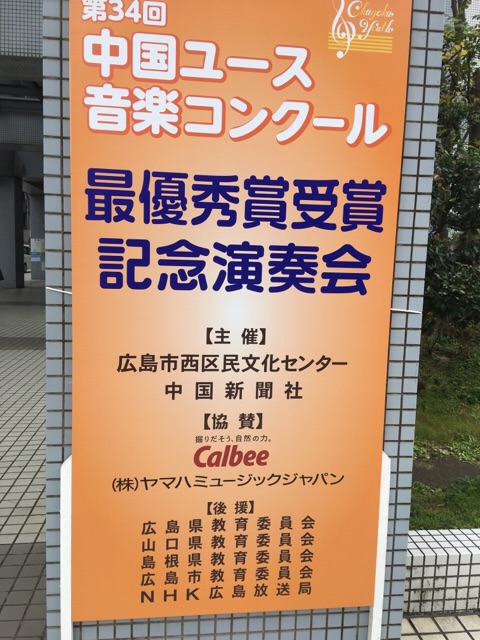 第34回
Chugoku
Youth
中国ユース
音楽コンクール
最優秀賞受賞
記念演奏会
【主催】
広島市西区民文化センター
中国新聞社
【協賛】
掘りだそう、自然の力。
Calbee
(株)ヤマハミュージックジャパン
【後援】
広島県教育委員会
山口県教育委員会
島根県教育委員会
広島市教育委員会
NHK広島放送局